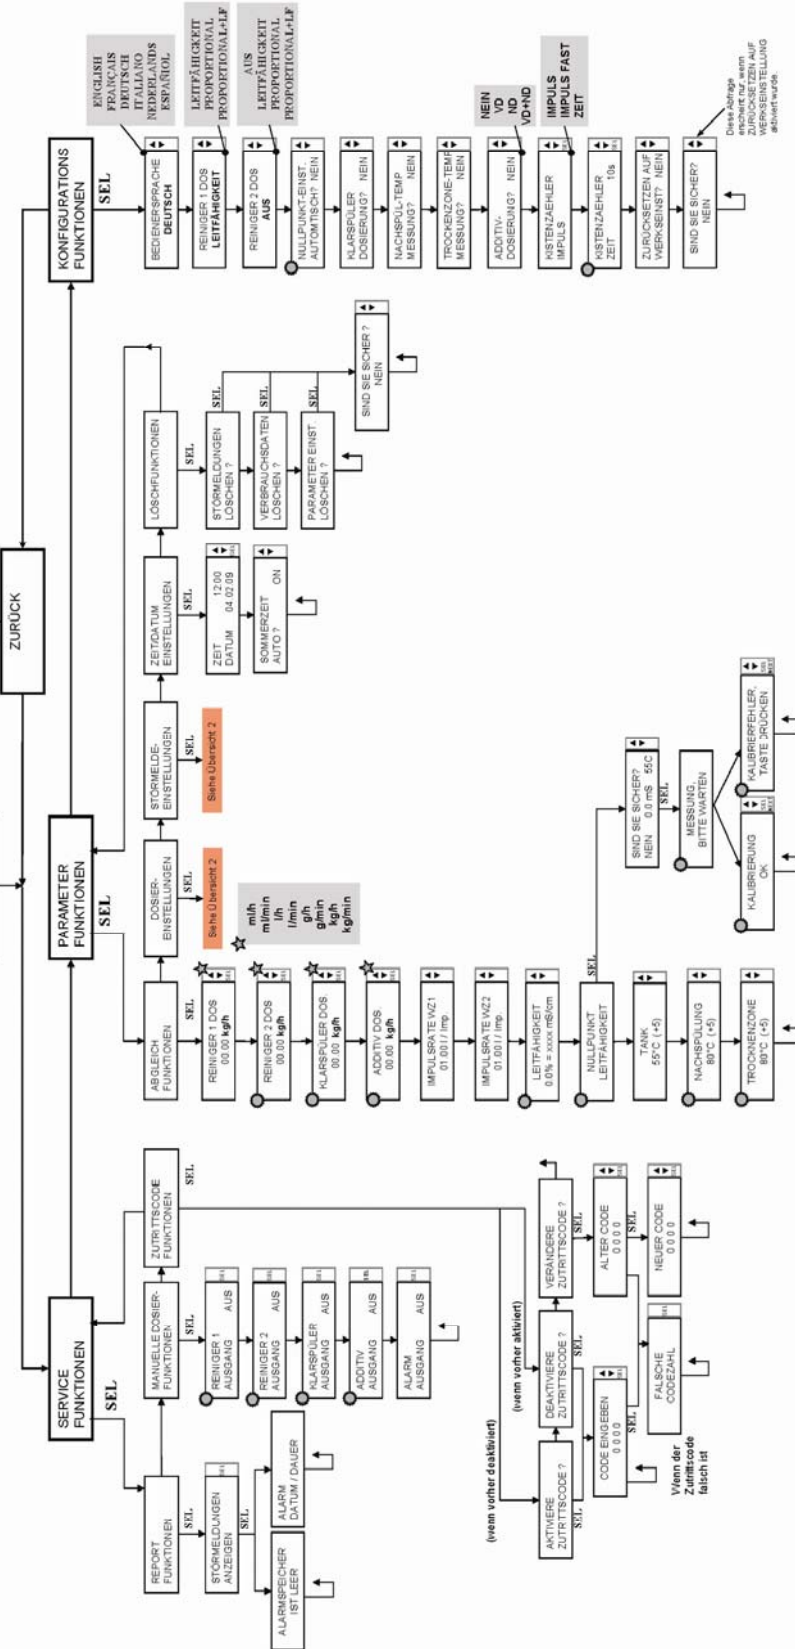 ZURÜCK
SERVICE
FUNKTIONEN
SEL
PARAMETER
FUNKTIONEN
SEL
KONFIGURATIONS
FUNKTIONEN
SEL
REPORT
FUNKTIONEN
SEL
STÖRMELDUNGEN
ANZEIGEN
SEL
ALARMSPEICHER
IST LEER
ALARM
DATUM / DAUER
MANUELLE DOSIER-
FUNKTIONEN
SEL
REINIGER 1
AUSGANG AUS
REINIGER 2
AUSGANG AUS
KLARSPÜLER
AUSGANG AUS
ADDITIV
AUSGANG AUS
ALARM
AUSGANG AUS
ZUTRITTSCODE
FUNKTIONEN
SEL
(wenn vorher deaktiviert)
(wenn vorher aktiviert)
AKTIVIERE
ZUTRITTSCODE ?
SEL
DEAKTIVIERE
ZUTRITTSCODE ?
SEL
VERÄNDERE
ZUTRITTSCODE ?
SEL
CODE EINGEBEN
0 0 0 0
SEL
ALTER CODE
0 0 0 0
SEL
Wenn der
Zutrittscode
falsch ist
FALSCHE
CODEZAHL
NEUER CODE
0 0 0 0
ABGLEICH
FUNKTIONEN
SEL
REINIGER 1 DOS
00.00 kg/h
REINIGER 2 DOS
00.00 kg/h
KLARSPÜLER DOS.
00.00 kg/h
ADDITIV DOS.
00.00 kg/h
IMPULSRATE WZ1
01.00 l / Imp.
IMPULSRATE WZ2
01.00 l / Imp.
LEITFÄHIGKEIT
0.0% = xxxx mS/cm
NULLPUNKT
LEITFÄHIGKEIT
SEL
TANK
55°C (+5)
NACHSPÜLUNG
80°C (+5)
TROCKNENZONE
80°C (+5)
SIND SIE SICHER?
NEIN 0.0 mS 55C
SEL
MESSUNG,
BITTE WARTEN
KALIBRIERUNG
OK
KALIBRIERFEHLER,
TASTE DRÜCKEN
ml/h
ml/min
l/h
l/min
g/h
g/min
kg/h
kg/min
DOSIER-
EINSTELLUNGEN
SEL
Siehe Übersicht 2
STÖRMELDE-
EINSTELLUNGEN
SEL
Siehe Übersicht 2
ZEIT/DATUM
EINSTELLUNGEN
SEL
ZEIT 12:00
DATUM 04.02.09
SOMMERZEIT
AUTO ? ON
LÖSCHFUNKTIONEN
SEL
STÖRMELDUNGEN
LÖSCHEN ?
SEL
VERBRAUCHSDATEN
LÖSCHEN ?
SEL
PARAMETER EINST.
LÖSCHEN ?
SEL
SIND SIE SICHER ?
NEIN
BEDIENERSPRACHE
DEUTSCH
ENGLISH
FRANÇAIS
DEUTSCH
ITALIANO
NEDERLANDS
ESPAÑOL
REINIGER 1 DOS
LEITFÄHIGKEIT
LEITFÄHIGKEIT
PROPORTIONAL
PROPORTIONAL+LF
REINIGER 2 DOS
AUS
AUS
LEITFÄHIGKEIT
PROPORTIONAL+LF
NULLPUNKT-EINST.
AUTOMTISCH? NEIN
KLARSPÜLER
DOSIERUNG? NEIN
NACHSPÜL-TEMP
MESSUNG? NEIN
TROCKENZONE-TEMP
MESSUNG? NEIN
ADDITIV-
DOSIERUNG? NEIN
NEIN
VD
ND
VD+ND
KISTENZAEHLER
IMPULS
IMPULS
IMPULS FAST
ZEIT
KISTENZAEHLER
ZEIT 10s
ZURÜCKSETZEN AUF
WERKSEINST? NEIN
SIND SIE SICHER?
NEIN
Diese Abfrage
erscheint nur, wenn
ZURÜCKSETZEN AUF
WERKSEINSTELLUNG
aktiviert wurde.